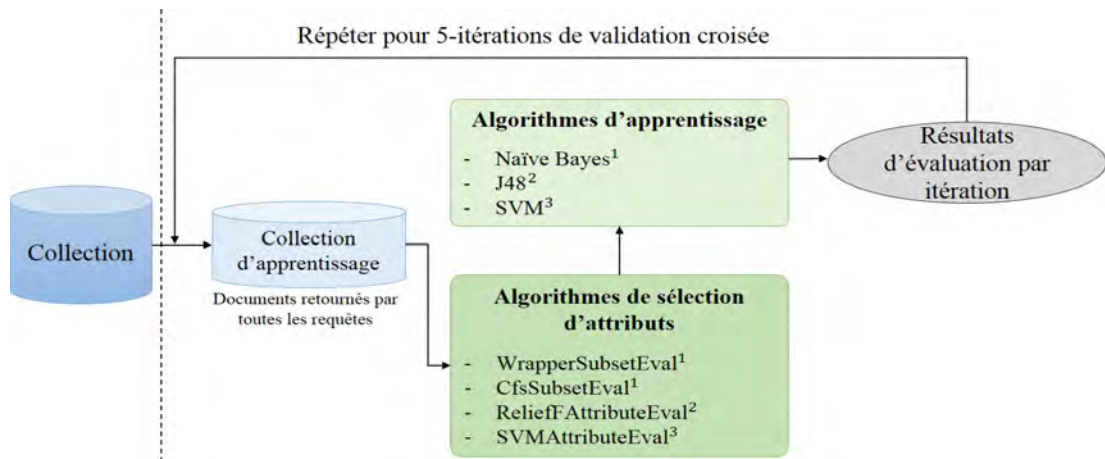 Répéter pour 5-itérations de validation croisée
Collection
Collection
d'apprentissage
Documents retournés par
toutes les requêtes
Algorithmes d'apprentissage
- Naïve Bayes¹
- J48²
- SVM³
Résultats
d'évaluation par
itération
Algorithmes de sélection
d'attributs
- WrapperSubsetEval¹
- CfsSubsetEval¹
- ReliefFAttributeEval²
- SVMAttributeEval³